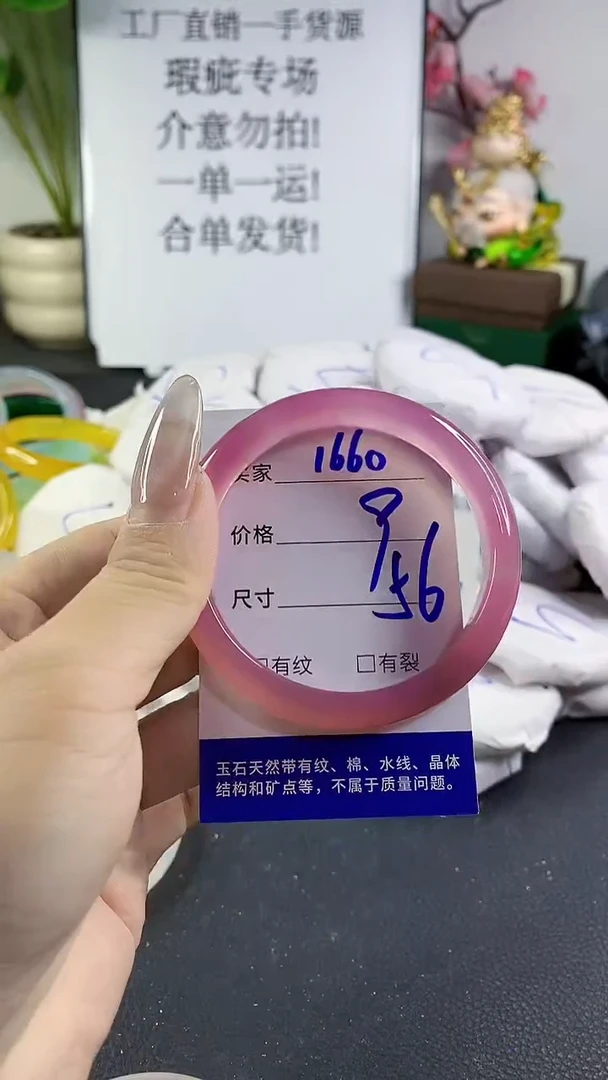 工厂直销一手货源
瑕疵专场
介意勿拍!
一单一运!
合单发货!
家 1660
价格
尺寸 56
□有纹 □有裂
玉石天然带有纹、棉、水线、晶体
结构和矿点等，不属于质量问题。